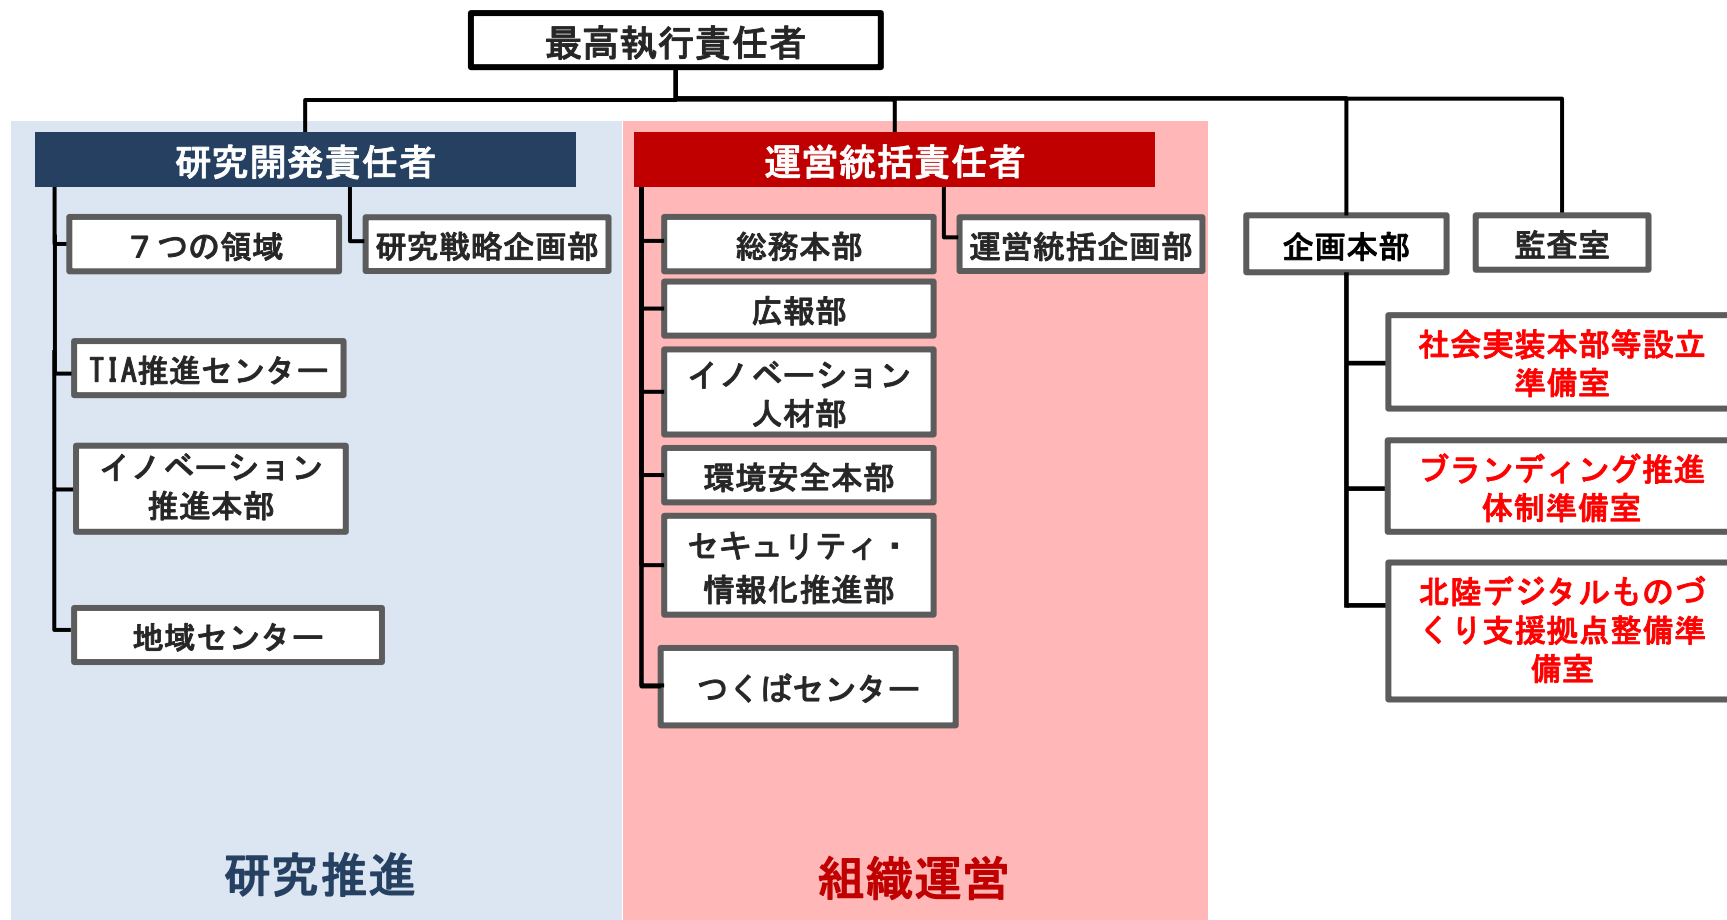 最高執行責任者
研究開発責任者
７つの領域
研究戦略企画部
TIA推進センター
イノベーション
推進本部
地域センター
研究推進
運営統括責任者
総務本部
運営統括企画部
広報部
イノベーション
人材部
環境安全本部
セキュリティ・
情報化推進部
つくばセンター
組織運営
企画本部
監査室
社会実装本部等設立
準備室
ブランディング推進
体制準備室
北陸デジタルものづ
くり支援拠点整備準
備室